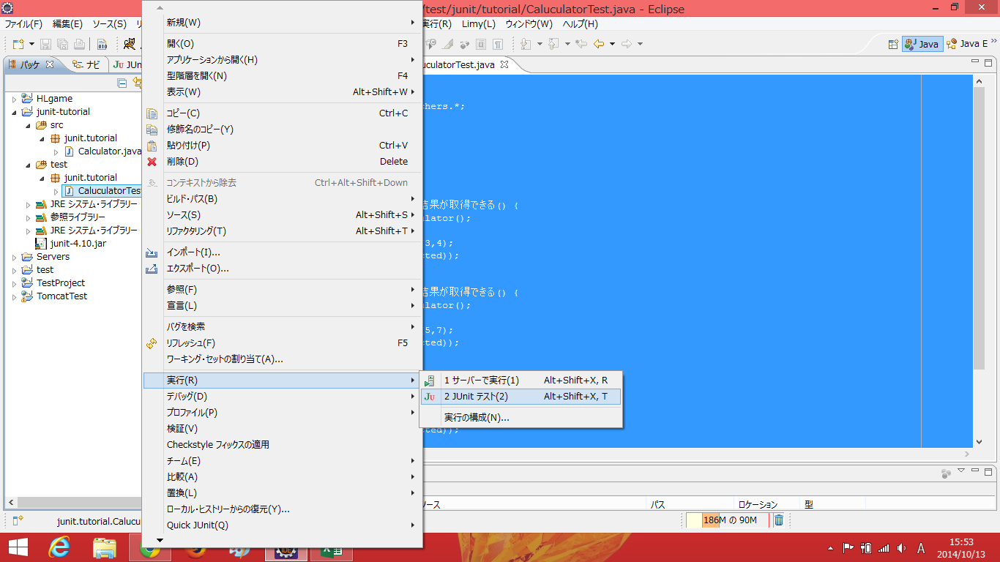 /test/junit/tutorial/CaluculatorTest.java - Eclipse
ファイル(F) 編集(E) ソース(S) 実行(R) Limy(L) ウィンドウ(W) ヘルプ(H)
Java Java E
パッケ ナビ JUn uculatorTest.java
HLgame
junit-tutorial
src
junit.tutorial
Calculator.java
test
junit.tutorial
CaluculatorTes
JRE システム・ライブラリー
参照ライブラリー
JRE システム・ライブラリー
junit-4.10.jar
Servers
test
TestProject
TomcatTest
新規(W)
開く(O) F3
アプリケーションから開く(H)
型階層を開く(N) F4
表示(W) Alt+Shift+W
コピー(C) Ctrl+C
修飾名のコピー(Y)
貼り付け(P) Ctrl+V
削除(D) Delete
コンテキストから除去 Ctrl+Alt+Shift+Down
ビルド・パス(B)
ソース(S) Alt+Shift+S
リファクタリング(T) Alt+Shift+T
インポート(I)...
エクスポート(O)...
参照(F)
宣言(L)
バグを検索
リフレッシュ(F) F5
ワーキング・セットの割り当て(A)...
実行(R)
デバッグ(D)
プロファイル(P)
検証(V)
Checkstyle フィックスの適用
チーム(E)
比較(A)
置換(L)
ローカル・ヒストリーからの復元(Y)...
Quick JUnit(Q)
1 サーバーで実行(1) Alt+Shift+X, R
2 JUnit テスト(2) Alt+Shift+X, T
実行の構成(N)...
hers.*;
結果が取得できる() {
lator();
3,4);
ted));
結果が取得できる() {
lator();
5,7);
ted));
ted));
ソース パス ロケーション 型
junit.tutorial.Calucu
186M の 90M
A
15:53
2014/10/13